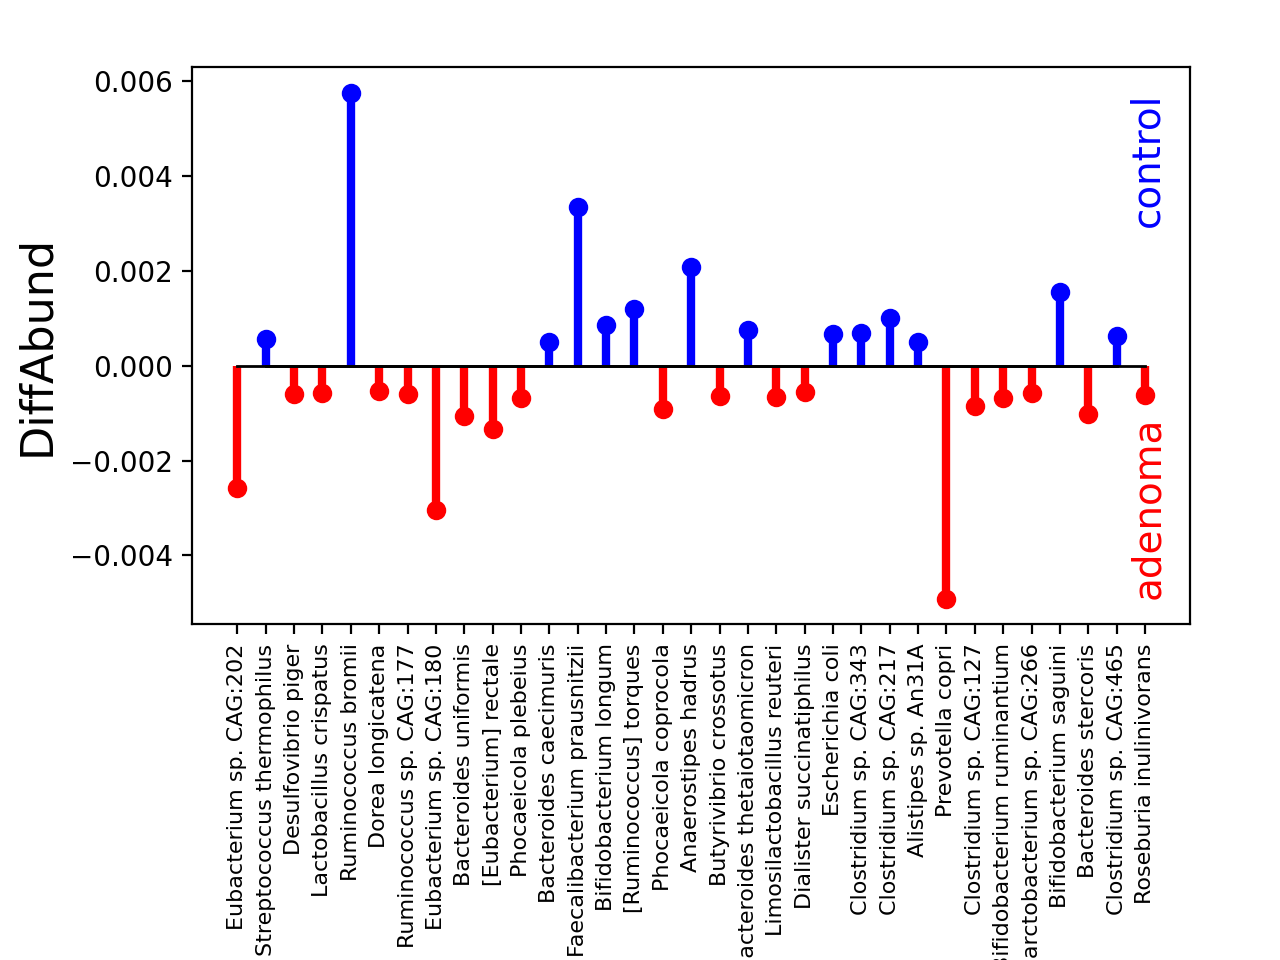 DiffAbund
0.006
0.004
0.002
0.000
−0.002
−0.004
control
adenoma
Eubacterium sp. CAG:202
Streptococcus thermophilus
Desulfovibrio piger
Lactobacillus crispatus
Ruminococcus bromii
Dorea longicatena
Ruminococcus sp. CAG:177
Eubacterium sp. CAG:180
Bacteroides uniformis
[Eubacterium] rectale
Phocaeicola plebeius
Bacteroides caecimuris
Faecalibacterium prausnitzii
Bifidobacterium longum
[Ruminococcus] torques
Phocaeicola coprocola
Anaerostipes hadrus
Butyrivibrio crossotus
acteroides thetaiotaomicron
Limosilactobacillus reuteri
Dialister succinatiphilus
Escherichia coli
Clostridium sp. CAG:343
Clostridium sp. CAG:217
Alistipes sp. An31A
Prevotella copri
Clostridium sp. CAG:127
ifidobacterium ruminantium
arctobacterium sp. CAG:266
Bifidobacterium saguini
Bacteroides stercoris
Clostridium sp. CAG:465
Roseburia inulinivorans